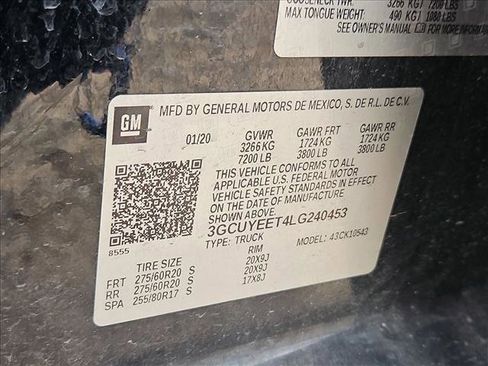 3266 KG 7200 LBS
MAX TONGUE WEIGHT: 490 KG 1080 LBS
SEE OWNER'S MANUAL FOR MORE INFORMATION
GM
MFD BY GENERAL MOTORS DE MEXICO, S. DE R.L. DE C.V.
01/20 GVWR GAWR FRT GAWR RR
3266 KG 1724 KG 1724 KG
7200 LB 3800 LB 3800 LB
THIS VEHICLE CONFORMS TO ALL
APPLICABLE U.S. FEDERAL MOTOR
VEHICLE SAFETY STANDARDS IN
EFFECT ON THE DATE OF
MANUFACTURE SHOWN ABOVE.
3GCUYEET4LG240453
8555
TYPE: TRUCK MODEL: 43CK10543
TIRE SIZE RIM
FRT 275/60R20 S 20X9J
RR 275/60R20 S 20X9J
SPA 255/80R17 S 17X8J